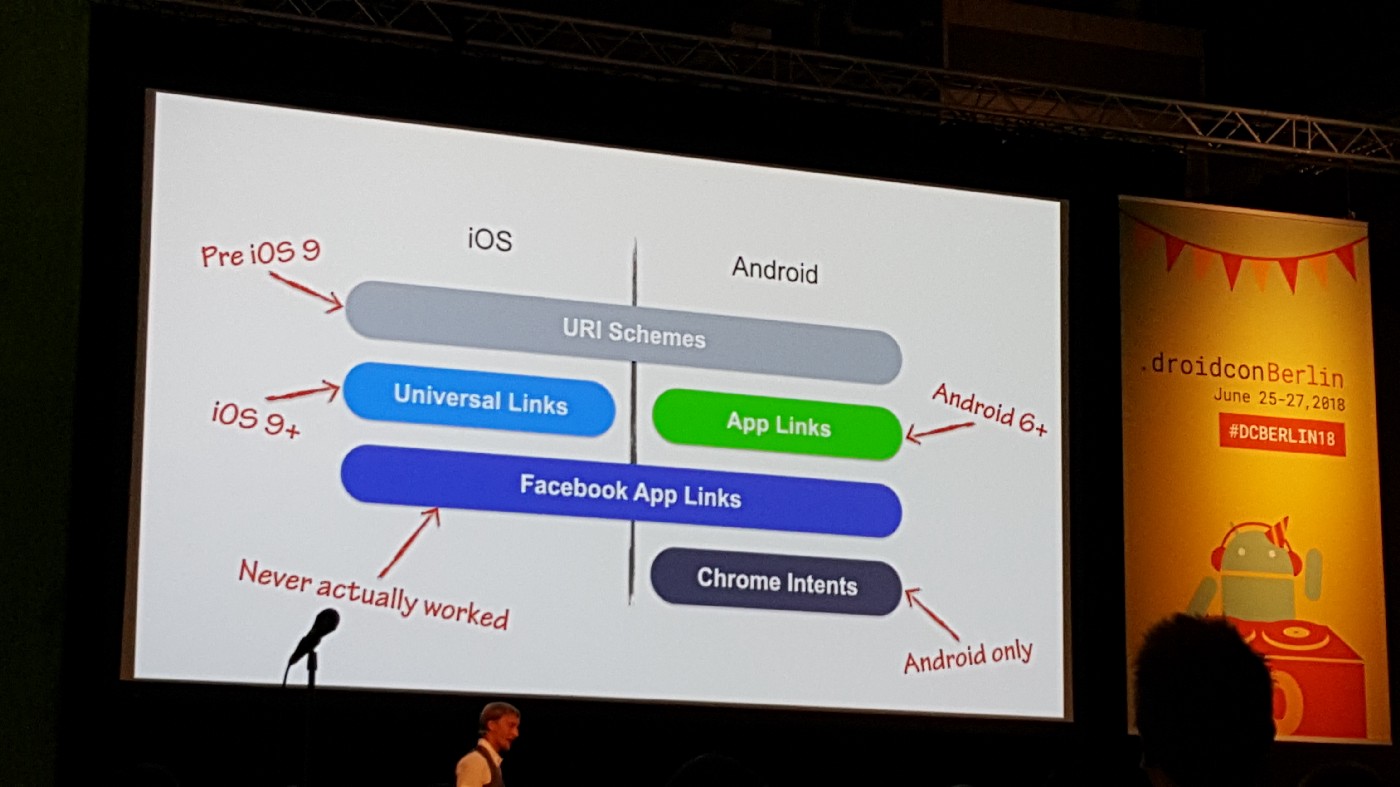 iOS
Android
Pre iOS 9
URI Schemes
Universal Links
App Links
iOS 9+
Android 6+
Facebook App Links
Never actually worked
Chrome Intents
Android only
.droidconBerlin
June 25-27,2018
#DCBERLIN18